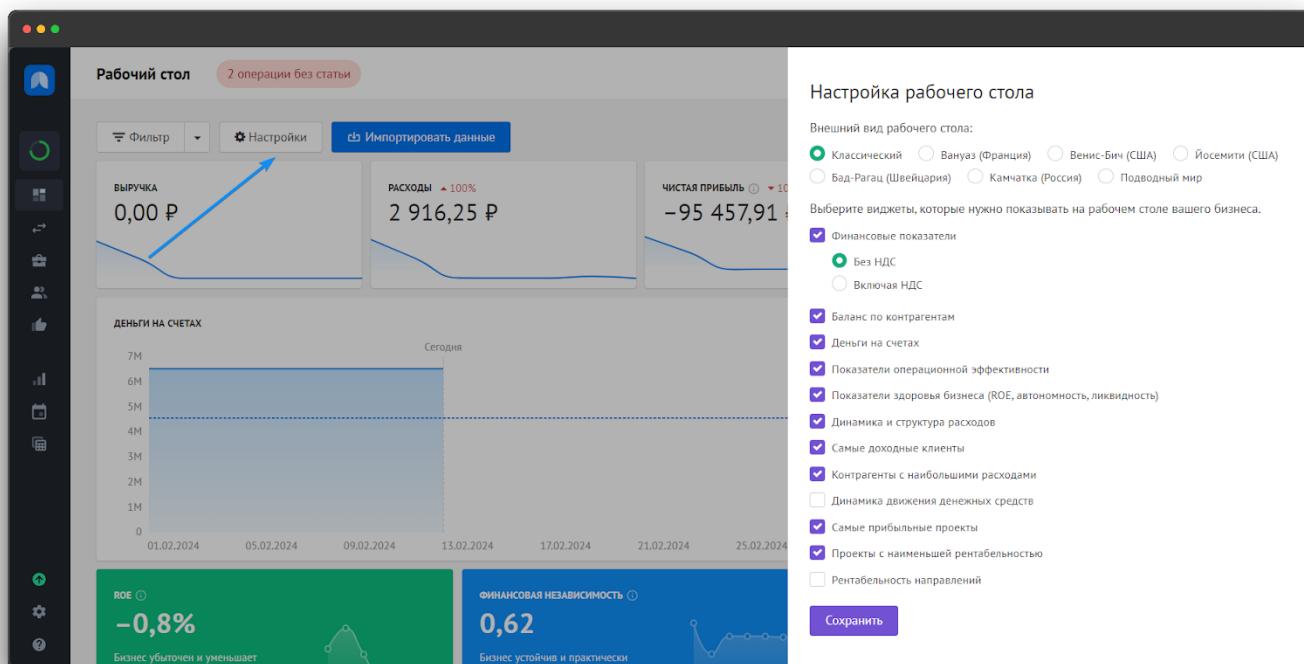 Рабочий стол
2 операции без статьи
Фильтр
Настройки
Импортировать данные
ВЫРУЧКА
0,00 ₽
РАСХОДЫ 100%
2 916,25 ₽
ЧИСТАЯ ПРИБЫЛЬ
−95 457,91
ДЕНЬГИ НА СЧЕТАХ
Сегодня
7M
6M
5M
4M
3M
2M
1M
0
01.02.2024 05.02.2024 09.02.2024 13.02.2024 17.02.2024 21.02.2024 25.02.2024
ROE
−0,8%
Бизнес убыточен и уменьшает
ФИНАНСОВАЯ НЕЗАВИСИМОСТЬ
0,62
Бизнес устойчив и практически
Настройка рабочего стола
Внешний вид рабочего стола:
Классический Вануаз (Франция) Венис-Бич (США) Йосемити (США)
Бад-Рагац (Швейцария) Камчатка (Россия) Подводный мир
Выберите виджеты, которые нужно показывать на рабочем столе вашего бизнеса.
Финансовые показатели
Без НДС
Включая НДС
Баланс по контрагентам
Деньги на счетах
Показатели операционной эффективности
Показатели здоровья бизнеса (ROE, автономность, ликвидность)
Динамика и структура расходов
Самые доходные клиенты
Контрагенты с наибольшими расходами
Динамика движения денежных средств
Самые прибыльные проекты
Проекты с наименьшей рентабельностью
Рентабельность направлений
Сохранить